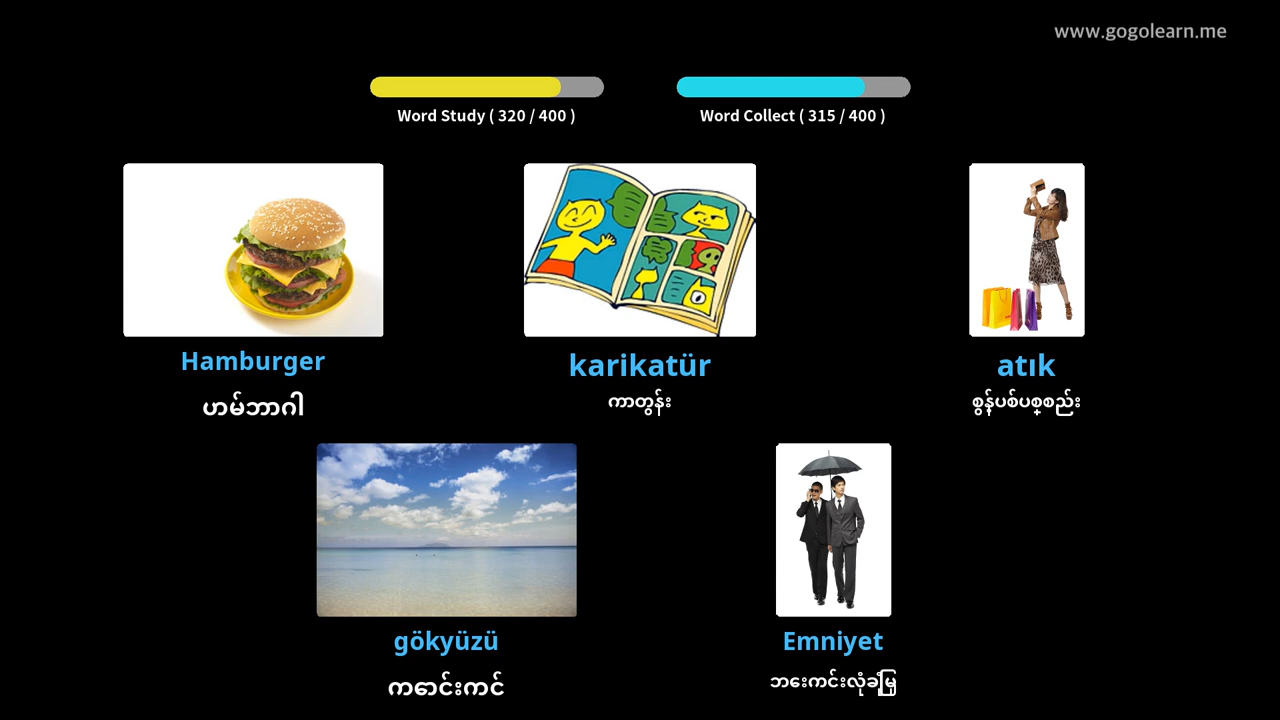 www.gogolearn.me
Word Study ( 320 / 400 )
Word Collect ( 315 / 400 )
Hamburger
ဟမ်ဘာဂါ
karikatür
ကာတွန်း
atık
စွန့်ပစ်ပစ္စည်း
gökyüzü
ကောင်းကင်
Emniyet
ဘေးကင်းလုံခြုံမှု